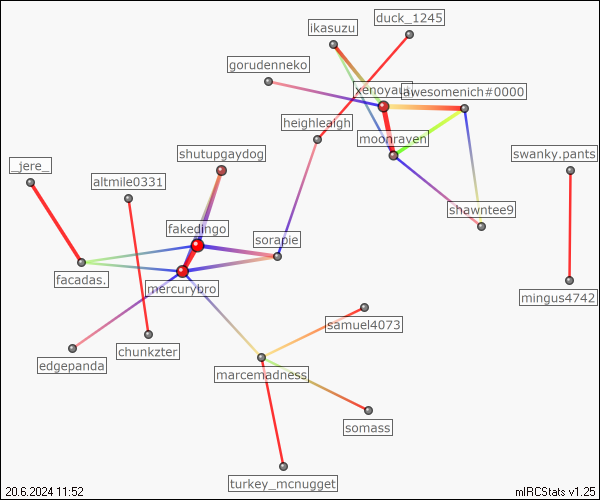 duck_1245
ikasuzu
gorudenneko
awesomenich#0000
heighleaigh
moonraven
shutupgaydog
swanky.pants
_jere_
altmile0331
shawntee9
fakedingo
sorapie
facadas.
mercurybro
mingus4742
samuel4073
chunkzter
edgepanda
marcemadness
somass
turkey_mcnugget
20.6.2024 11:52
mIRCStats v1.25